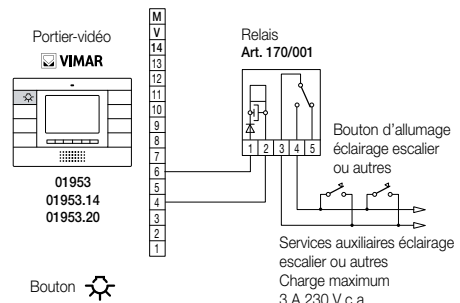 Portier-vidéo
VIMAR
01953
01953.14
01953.20
Bouton
M
V
14
13
12
11
10
9
8
7
6
5
4
3
2
1
Relais
Art. 170/001
1 2 3 4 5
Bouton d'allumage
éclairage escalier
ou autres
Services auxiliaires éclairage
escalier ou autres
Charge maximum
3 A 230 V c.a.